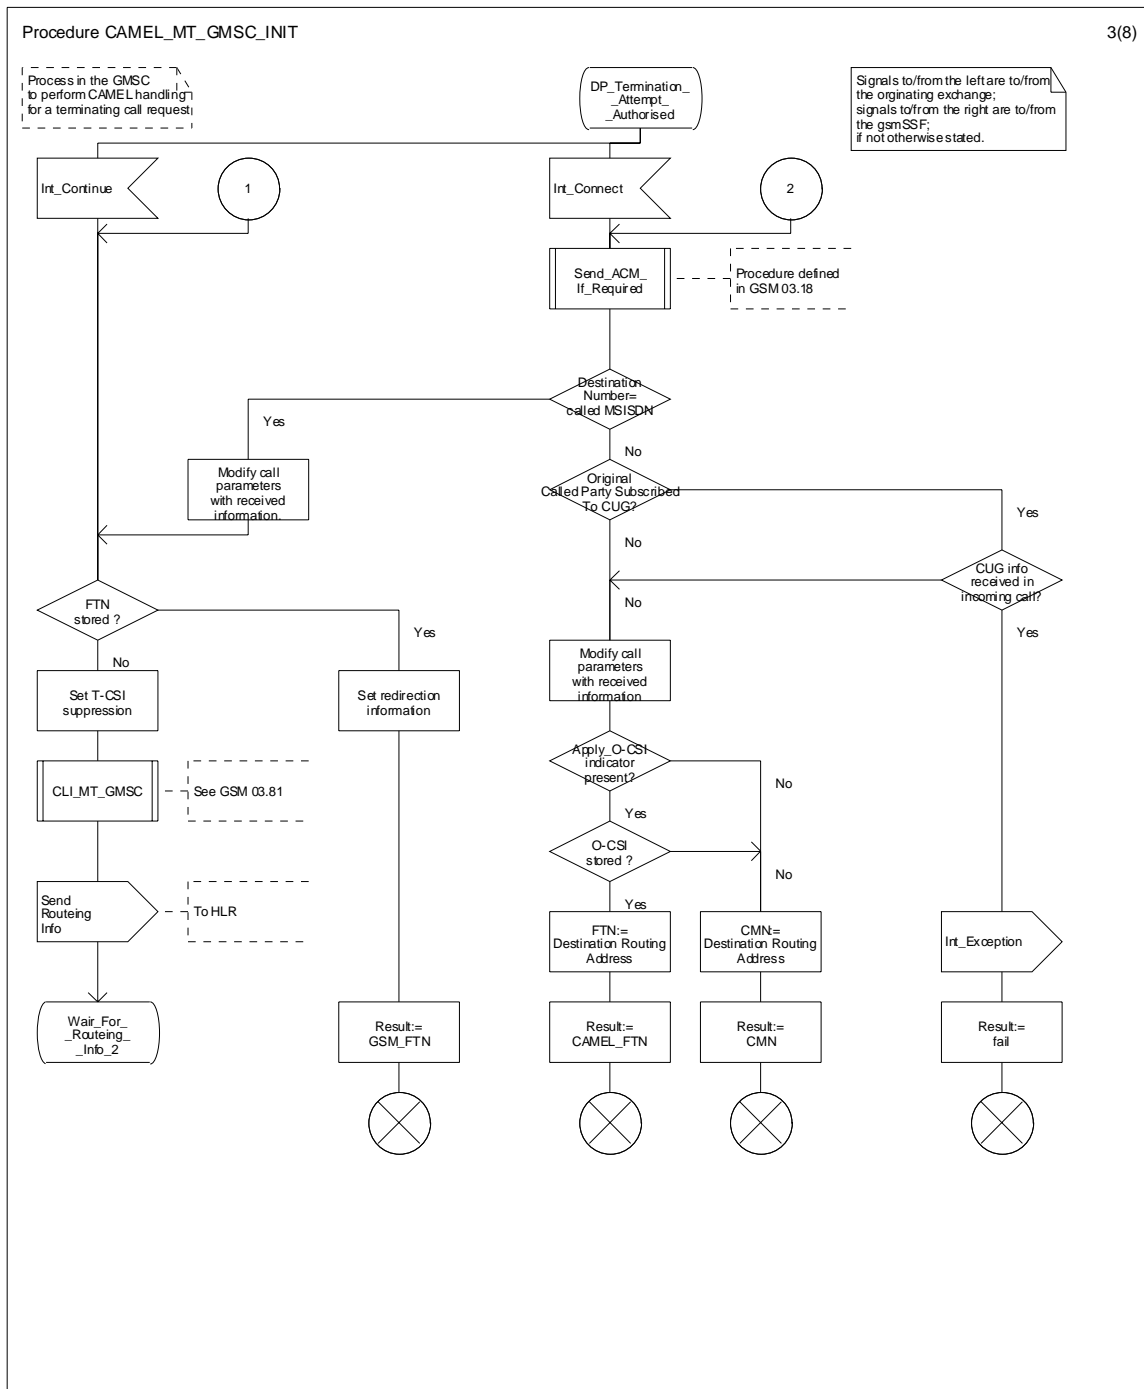 Procedure CAMEL_MT_GMSC_INIT
3(8)
Process in the GMSC
to perform CAMEL handling
for a terminating call request
DP_Termination_
_Attempt_
_Authorised
Signals to/from the left are to/from
the orginating exchange;
signals to/from the right are to/from
the gsmSSF;
if not otherwise stated.
Int_Continue
1
Int_Connect
2
Send_ACM_
If_Required
Procedure defined
in GSM 03.18
Destination
Number=
called MSISDN
Yes
No
Modify call
parameters
with received
information.
Original
Called Party Subscribed
To CUG?
Yes
No
CUG info
received in
incoming call?
No
Yes
FTN
stored ?
Yes
No
Modify call
parameters
with received
information
Set T-CSI
suppression
Set redirection
information
Apply_O-CSI
indicator
present?
No
Yes
CLI_MT_GMSC
See GSM 03.81
O-CSI
stored ?
No
Yes
Send
Routeing
Info
To HLR
FTN:=
Destination Routing
Address
CMN:=
Destination Routing
Address
Int_Exception
Wair_For_
_Routeing_
_Info_2
Result:=
GSM_FTN
Result:=
CAMEL_FTN
Result:=
CMN
Result:=
fail